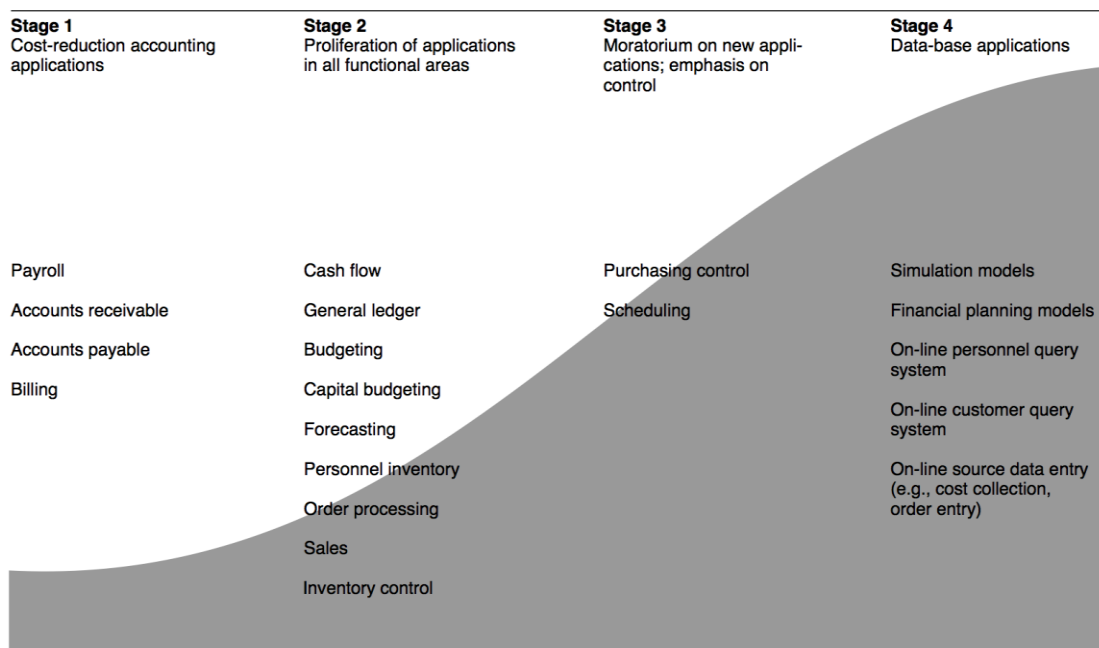 Stage 1
Cost-reduction accounting
applications
Payroll
Accounts receivable
Accounts payable
Billing
Stage 2
Proliferation of applications
in all functional areas
Cash flow
General ledger
Budgeting
Capital budgeting
Forecasting
Personnel inventory
Order processing
Sales
Inventory control
Stage 3
Moratorium on new appli-
cations; emphasis on
control
Purchasing control
Scheduling
Stage 4
Data-base applications
Simulation models
Financial planning models
On-line personnel query
system
On-line customer query
system
On-line source data entry
(e.g., cost collection,
order entry)